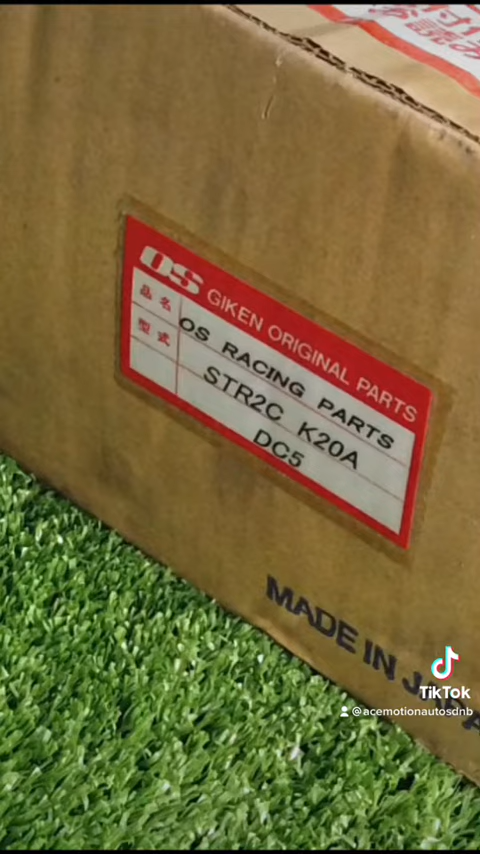 OS GIKEN ORIGINAL PARTS
品名 OS RACING PARTS
型式 STR2C K20A
DC5
MADE IN
TikTok
@acemotionautosdnb